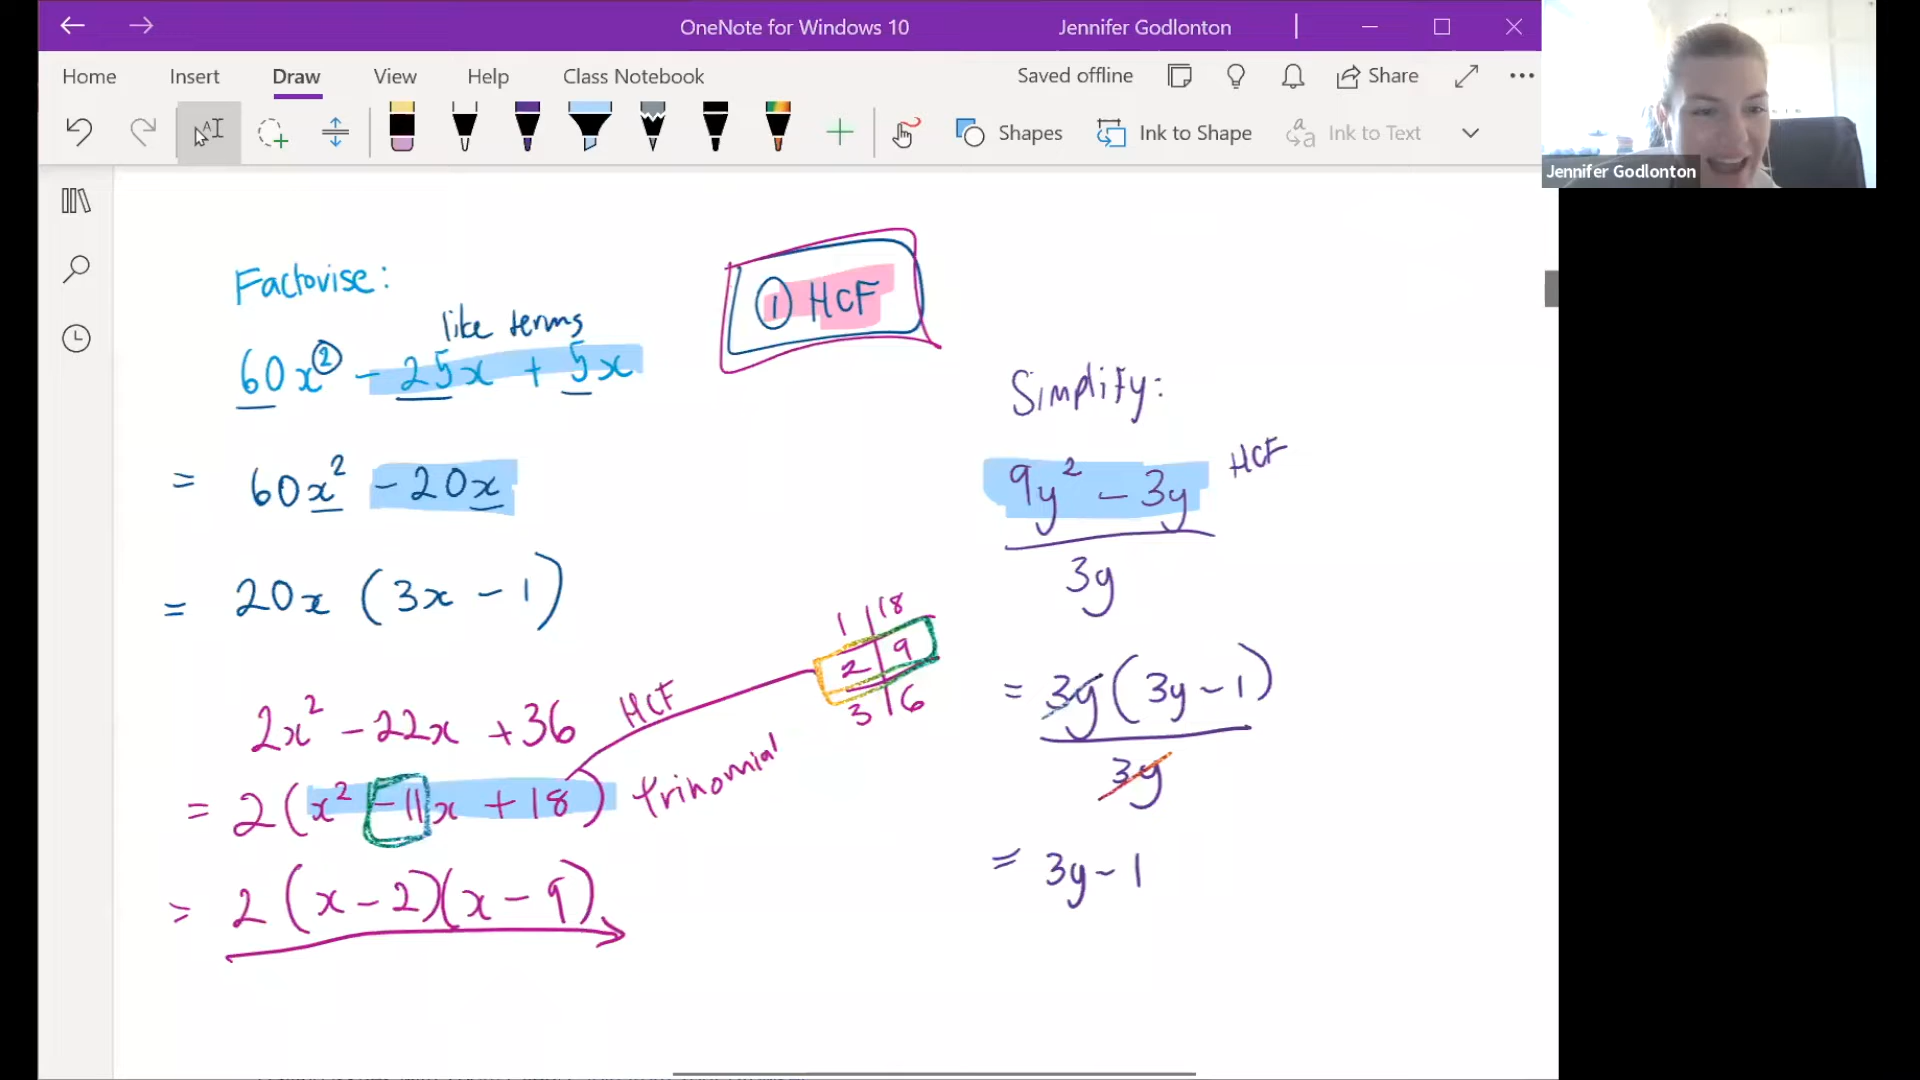 OneNote for Windows 10 Jennifer Godlonton
Home Insert Draw View Help Class Notebook Saved offline Share
Shapes Ink to Shape Ink to Text
Jennifer Godlonton
Factorise:
① HCF
like terms
60x² - 25x + 5x
= 60x² - 20x
= 20x (3x - 1)
2x² - 22x + 36 HCF
= 2(x² - 11x + 18) trinomial
= 2(x - 2)(x - 9)
1 | 18
2 | 9
3 | 6
Simplify:
9y² - 3y HCF
3y
= 3y(3y - 1)
3y
= 3y - 1